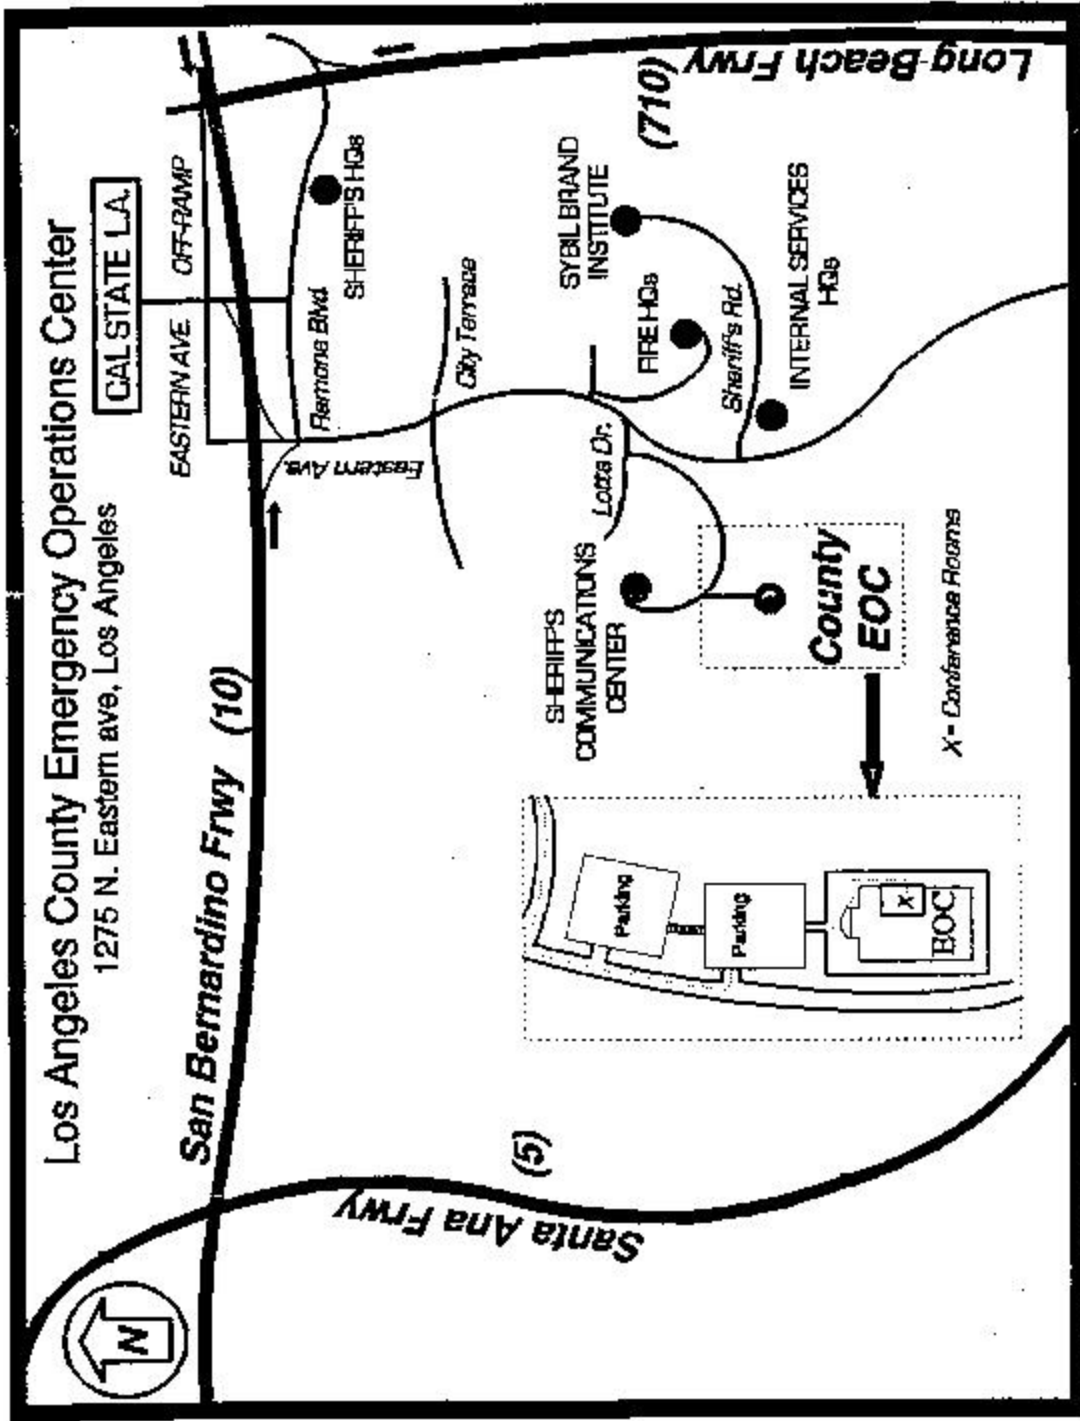 Los Angeles County Emergency Operations Center
1275 N. Eastern ave, Los Angeles
CAL STATE L.A.
EASTERN AVE. OFF-RAMP
San Bernardino Frwy (10)
Eastern Ave.
Ramona Blvd.
SHERIFF'S HQs
City Terrace
Long Beach Frwy
(710)
SYBIL BRAND
INSTITUTE
FIRE HQs
Sheriff's Rd.
INTERNAL SERVICES
HQs
Lotta Dr.
SHERIFF'S
COMMUNICATIONS
CENTER
County
EOC
X = Conference Rooms
Parking
Parking
X
EOC
(5)
Santa Ana Frwy
N